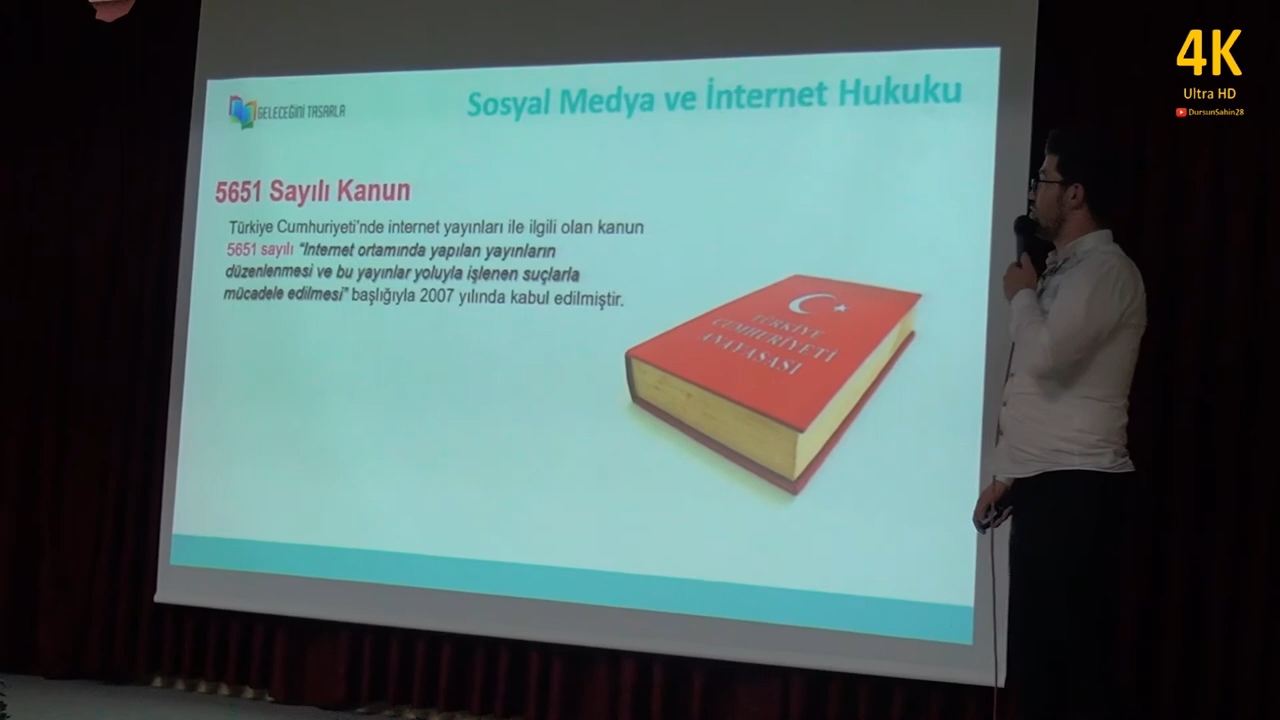 4K
Ultra HD
DursunSahin28
GELECEĞİNİ TASARLA
Sosyal Medya ve İnternet Hukuku
5651 Sayılı Kanun
Türkiye Cumhuriyeti'nde internet yayınları ile ilgili olan kanun
5651 sayılı "Internet ortamında yapılan yayınların
düzenlenmesi ve bu yayınlar yoluyla işlenen suçlarla
mücadele edilmesi" başlığıyla 2007 yılında kabul edilmiştir.
TÜRKİYE
CUMHURİYETİ
ANAYASASI